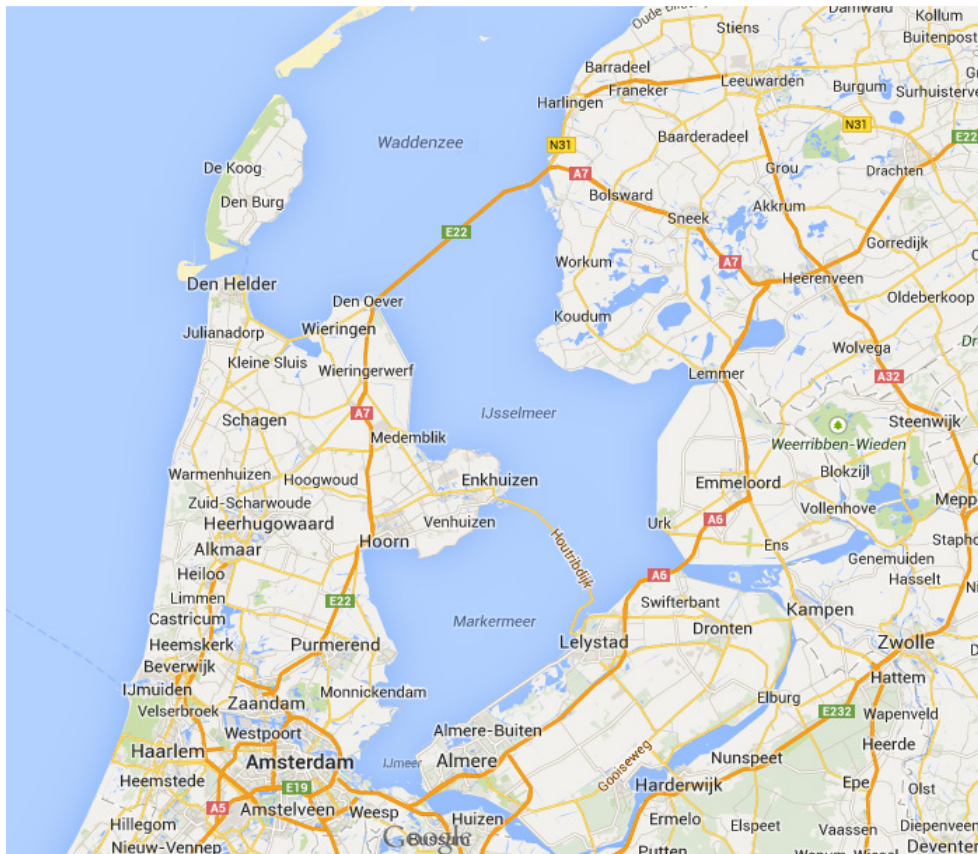 Oude Bil
Damwald
Kollum
Stiens
Buitenpost
Barradeel
Leeuwarden
Franeker
Burgum
Surhuisterve
Harlingen
N31
E22
Waddenzee
N31
Baarderadeel
De Koog
A7
Grou
Drachten
Bolsward
Den Burg
Sneek
Akkrum
E22
Gorredijk
Workum
A7
Den Helder
Heerenveen
Den Oever
Oldeberkoop
Julianadorp
Wieringen
Koudum
Wolvega
Kleine Sluis
Wieringerwerf
Lemmer
A32
A7
IJsselmeer
Schagen
Steenwijk
Medemblik
Weerribben-Wieden
Warmenhuizen
Hoogwoud
Enkhuizen
Emmeloord
Blokzijl
Zuid-Scharwoude
Mepp
Heerhugowaard
Venhuizen
Urk
A6
Vollenhove
Hoorn
Ens
Stapho
Alkmaar
Houtribdijk
Genemuiden
Heiloo
A6
Hasselt
Limmen
E22
Swifterbant
Kampen
Castricum
Markermeer
Dronten
Heemskerk
Purmerend
Lelystad
Zwolle
Beverwijk
Hattem
IJmuiden
Monnickendam
Elburg
Velserbroek
Zaandam
E232
Wapenveld
Westpoort
Almere-Buiten
Haarlem
Gooiseweg
Nunspeet
Heerde
Amsterdam
IJmeer
Almere
Heemstede
E19
Harderwijk
Epe
Olst
A5
Amstelveen
Weesp
Huizen
Ermelo
Elspeet
Hillegom
Vaassen
Diepenveen
Google
Bussum
Nieuw-Vennep
Putten
Deventer